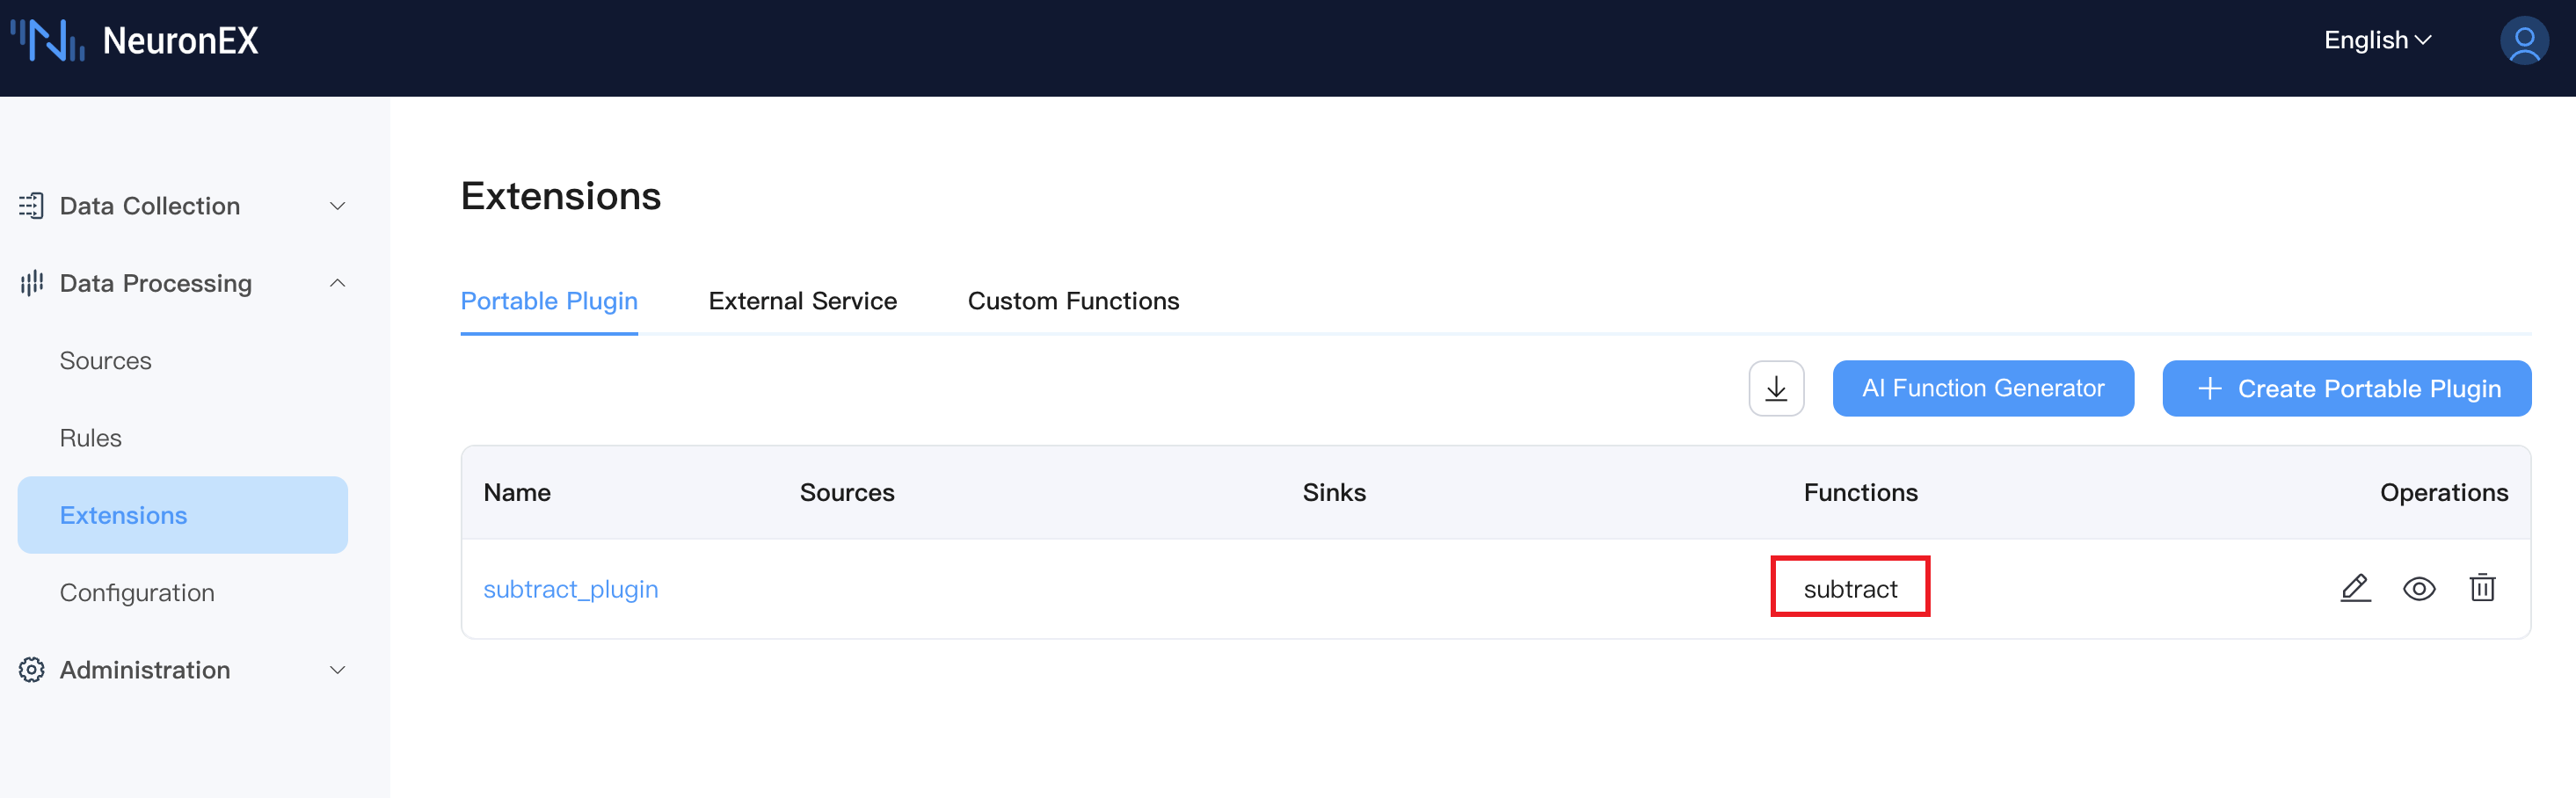 NeuronEX
English
Data Collection
Data Processing
Sources
Rules
Extensions
Configuration
Administration
Extensions
Portable Plugin External Service Custom Functions
AI Function Generator + Create Portable Plugin
Name Sources Sinks Functions Operations
subtract_plugin subtract